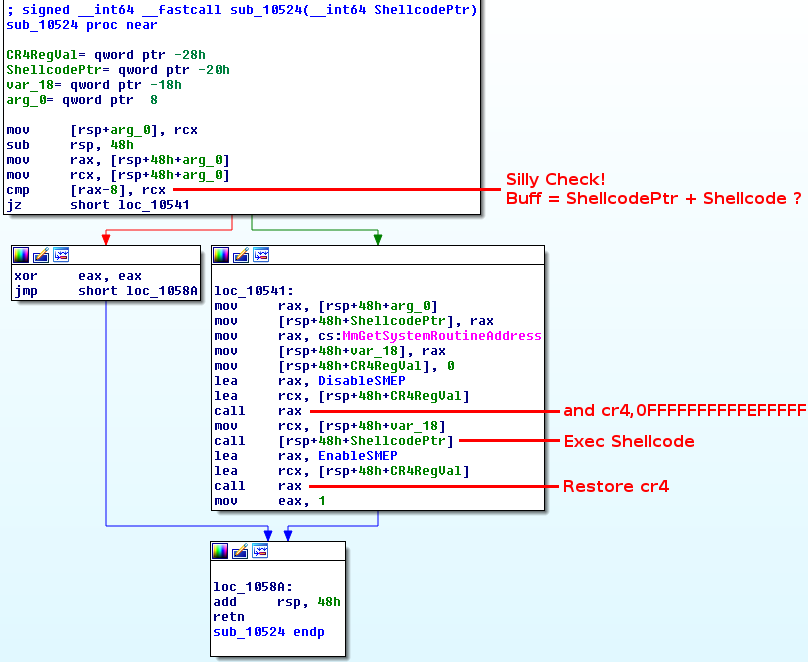 ; signed __int64 __fastcall sub_10524(__int64 ShellcodePtr)
sub_10524 proc near
CR4RegVal= qword ptr -28h
ShellcodePtr= qword ptr -20h
var_18= qword ptr -18h
arg_0= qword ptr  8
mov     [rsp+arg_0], rcx
sub     rsp, 48h
mov     rax, [rsp+48h+arg_0]
mov     rcx, [rsp+48h+arg_0]
cmp     [rax-8], rcx
jz      short loc_10541
Silly Check!
Buff = ShellcodePtr + Shellcode ?
xor     eax, eax
jmp     short loc_1058A
loc_10541:
mov     rax, [rsp+48h+arg_0]
mov     [rsp+48h+ShellcodePtr], rax
mov     rax, cs:MmGetSystemRoutineAddress
mov     [rsp+48h+var_18], rax
mov     [rsp+48h+CR4RegVal], 0
lea     rax, DisableSMEP
lea     rcx, [rsp+48h+CR4RegVal]
call    rax
mov     rcx, [rsp+48h+var_18]
call    [rsp+48h+ShellcodePtr]
lea     rax, EnableSMEP
lea     rcx, [rsp+48h+CR4RegVal]
call    rax
mov     eax, 1
and cr4,0FFFFFFFFFFEFFFFF
Exec Shellcode
Restore cr4
loc_1058A:
add     rsp, 48h
retn
sub_10524 endp